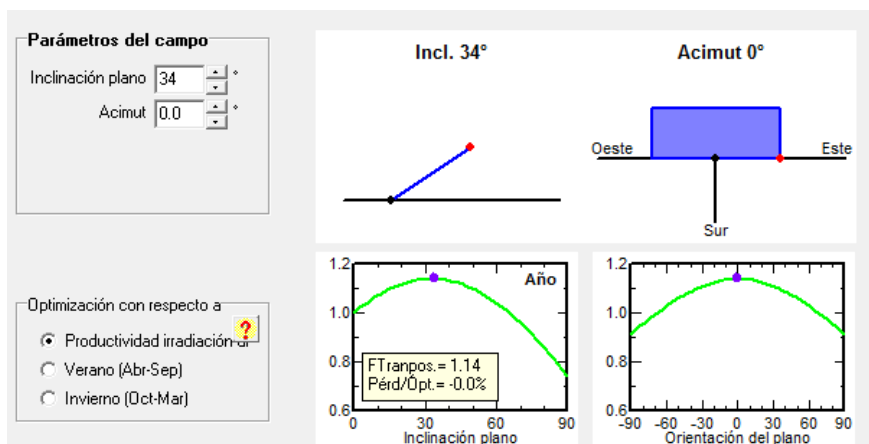 Parámetros del campo
Inclinación plano 34 °
Acimut 0.0 °
Incl. 34°
Acimut 0°
Oeste
Este
Sur
Optimización con respecto a
?
Productividad irradiación
Verano (Abr-Sep)
Invierno (Oct-Mar)
1.2
1.0
0.8
0.6
Año
FTranpos.= 1.14
Pérd/Ópt.= -0.0%
0 30 60 90
Inclinación plano
1.2
1.0
0.8
0.6
-90 -60 -30 0 30 60 90
Orientación del plano